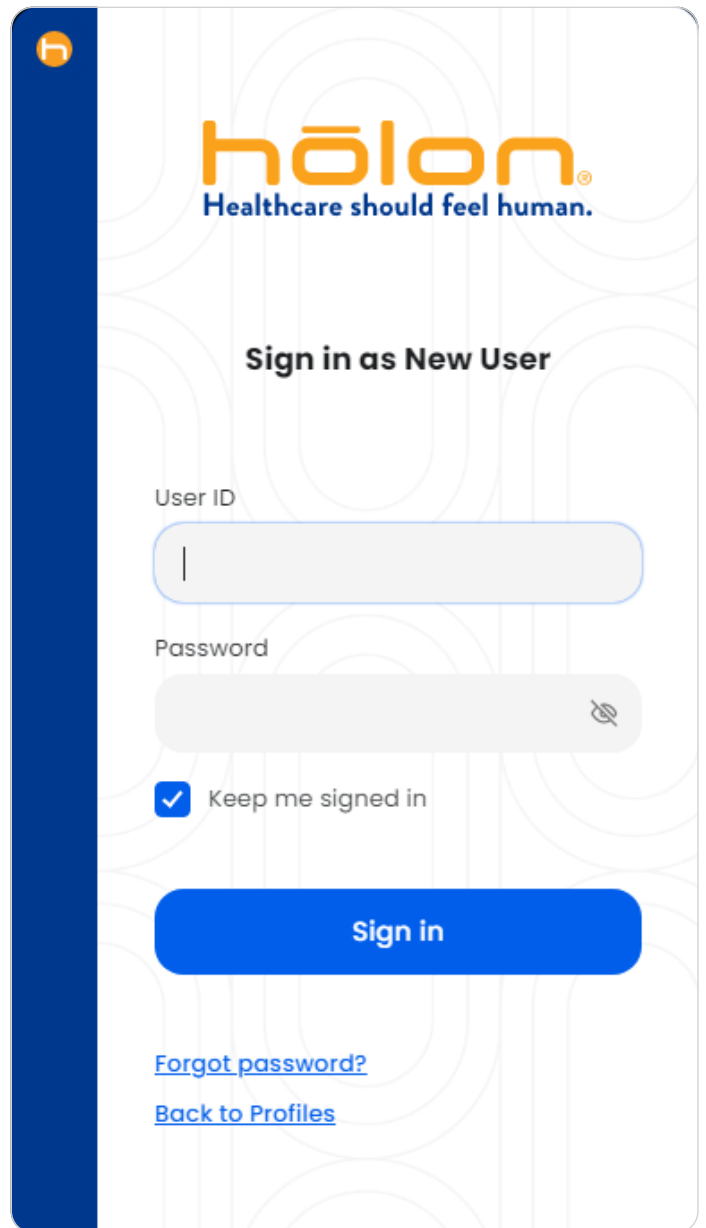 h
hōlon®
Healthcare should feel human.
Sign in as New User
User ID
Password
Keep me signed in
Sign in
Forgot password?
Back to Profiles